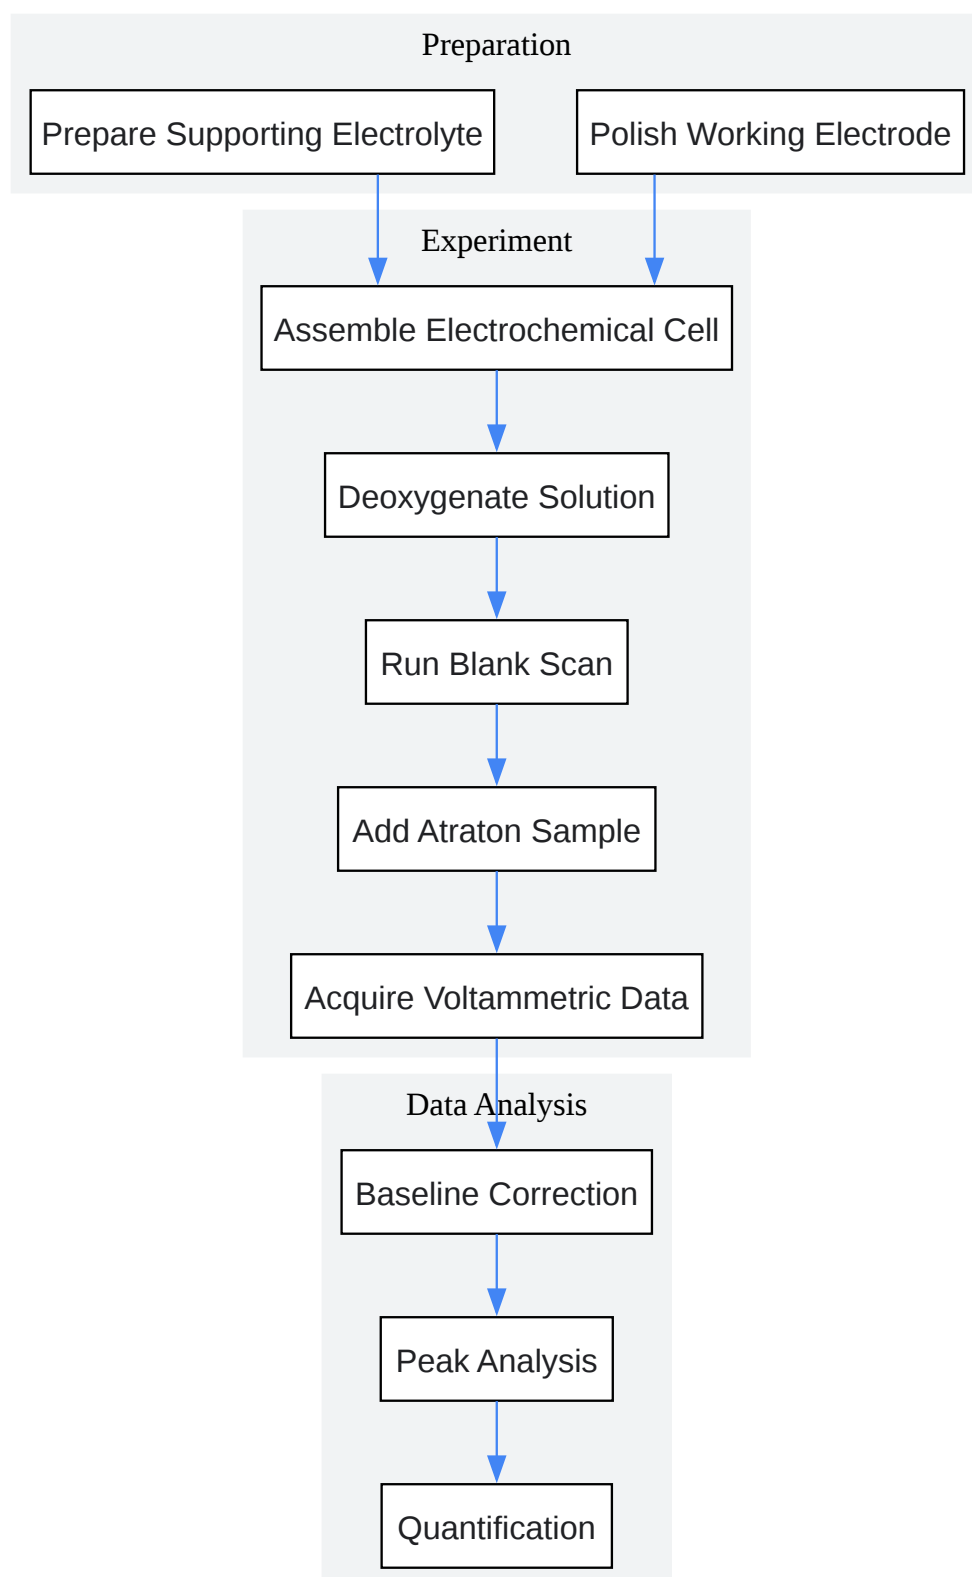 Preparation
Prepare Supporting Electrolyte
Polish Working Electrode
Experiment
Assemble Electrochemical Cell
Deoxygenate Solution
Run Blank Scan
Add Atraton Sample
Acquire Voltammetric Data
Data Analysis
Baseline Correction
Peak Analysis
Quantification